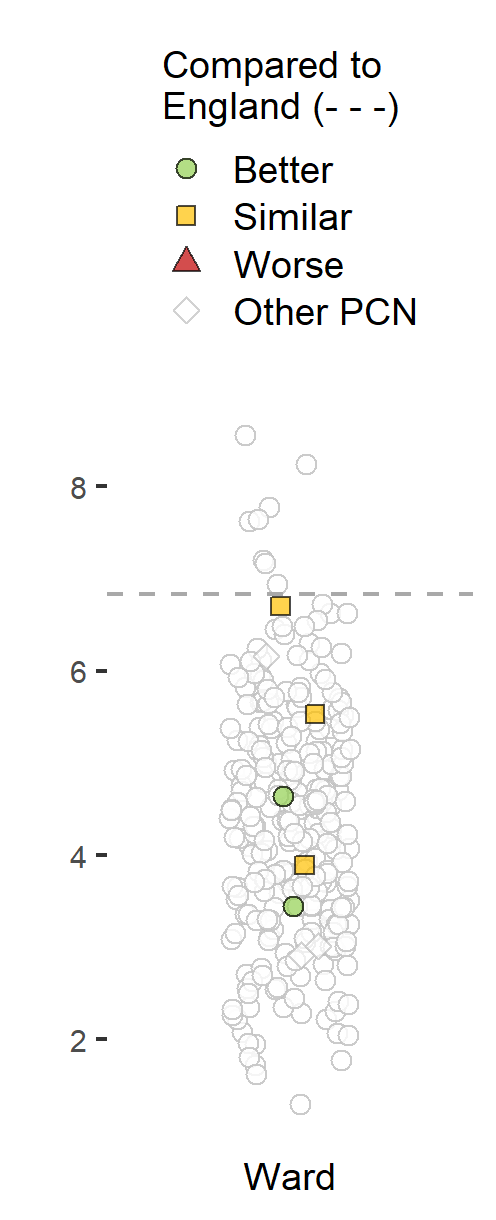 Compared to
England (- - -)
Better
Similar
Worse
Other PCN
8
6
4
2
Ward